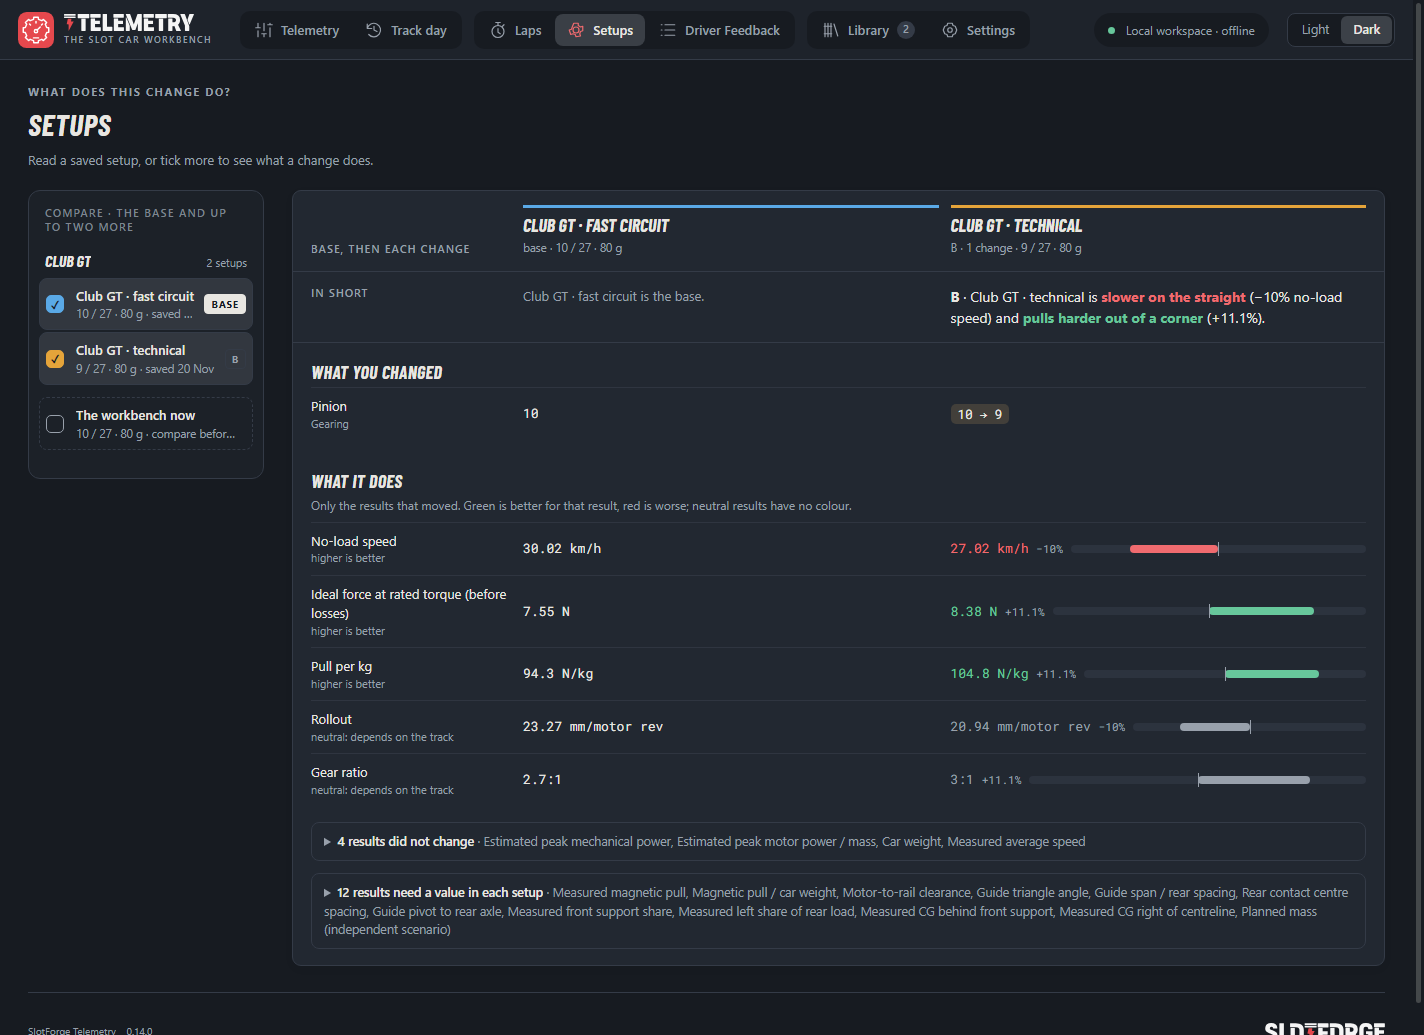 TELEMETRY
THE SLOT CAR WORKBENCH
Telemetry
Track day
Laps
Setups
Driver Feedback
Library 2
Settings
Local workspace · offline
Light
Dark
WHAT DOES THIS CHANGE DO?
SETUPS
Read a saved setup, or tick more to see what a change does.
COMPARE · THE BASE AND UP
TO TWO MORE
CLUB GT 2 setups
Club GT · fast circuit
10 / 27 · 80 g · saved ...
BASE
Club GT · technical
9 / 27 · 80 g · saved 20 Nov
B
The workbench now
10 / 27 · 80 g · compare befor...
BASE, THEN EACH CHANGE
CLUB GT · FAST CIRCUIT
base · 10 / 27 · 80 g
CLUB GT · TECHNICAL
B · 1 change · 9 / 27 · 80 g
IN SHORT
Club GT · fast circuit is the base.
B · Club GT · technical is slower on the straight (−10% no-load
speed) and pulls harder out of a corner (+11.1%).
WHAT YOU CHANGED
Pinion
Gearing
10
10 → 9
WHAT IT DOES
Only the results that moved. Green is better for that result, red is worse; neutral results have no colour.
No-load speed
higher is better
30.02 km/h
27.02 km/h -10%
Ideal force at rated torque (before
losses)
higher is better
7.55 N
8.38 N +11.1%
Pull per kg
higher is better
94.3 N/kg
104.8 N/kg +11.1%
Rollout
neutral: depends on the track
23.27 mm/motor rev
20.94 mm/motor rev -10%
Gear ratio
neutral: depends on the track
2.7:1
3:1 +11.1%
4 results did not change · Estimated peak mechanical power, Estimated peak motor power / mass, Car weight, Measured average speed
12 results need a value in each setup · Measured magnetic pull, Magnetic pull / car weight, Motor-to-rail clearance, Guide triangle angle, Guide span / rear spacing, Rear contact centre
spacing, Guide pivot to rear axle, Measured front support share, Measured left share of rear load, Measured CG behind front support, Measured CG right of centreline, Planned mass
(independent scenario)
SlotForge Telemetry 0.14.0
SLOTFORGE